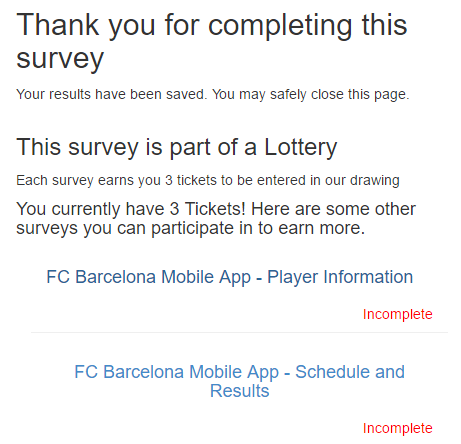 Thank you for completing this
survey
Your results have been saved. You may safely close this page.
This survey is part of a Lottery
Each survey earns you 3 tickets to be entered in our drawing
You currently have 3 Tickets! Here are some other
surveys you can participate in to earn more.
FC Barcelona Mobile App - Player Information
Incomplete
FC Barcelona Mobile App - Schedule and
Results
Incomplete